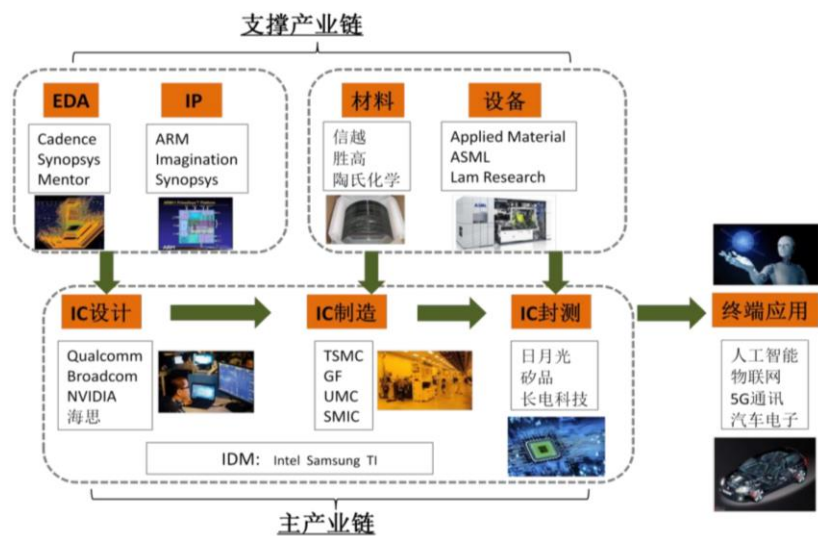 支撑产业链
EDA
IP
材料
设备
Cadence
Synopsys
Mentor
ARM
Imagination
Synopsys
信越
胜高
陶氏化学
Applied Material
ASML
Lam Research
IC设计
IC制造
IC封测
终端应用
Qualcomm
Broadcom
NVIDIA
海思
TSMC
GF
UMC
SMIC
日月光
矽品
长电科技
人工智能
物联网
5G通讯
汽车电子
IDM: Intel Samsung TI
主产业链